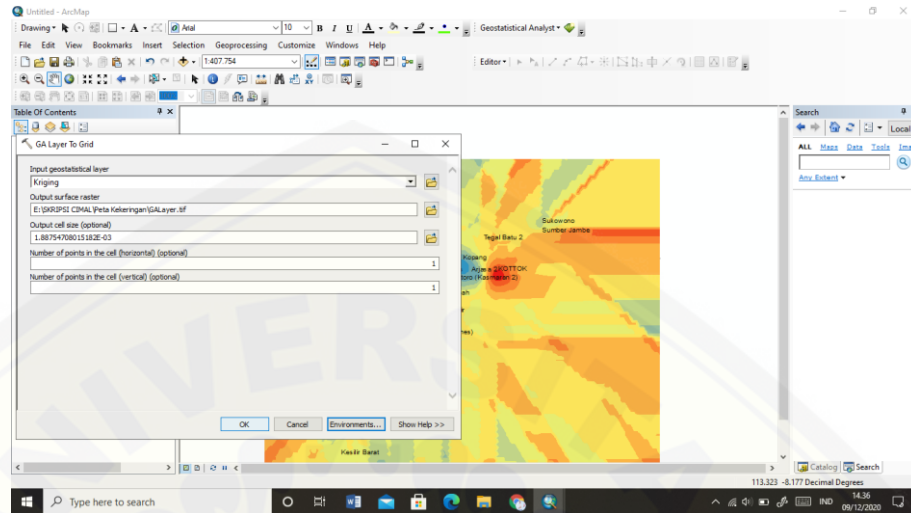 Untitled - ArcMap
Drawing A Arial 10 B I U A Geostatistical Analyst
File Edit View Bookmarks Insert Selection Geoprocessing Customize Windows Help
1:407.754 Editor
Table Of Contents
Search
Local
ALL Maps Data Tools Ima
Any Extent
GA Layer To Grid
Input geostatistical layer
Kriging
Output surface raster
E:\SKRIPSI CIMAL\Peta Kekeringan\GALayer.tif
Output cell size (optional)
1.88754708015182E-03
Number of points in the cell (horizontal) (optional)
1
Number of points in the cell (vertical) (optional)
1
OK Cancel Environments... Show Help >>
Sukowono
Sumber Jambe
Tegal Batu 2
Kopang
Arjasa 2 KOTTOK
Kasilir Barat
Catalog Search
113.323 -8.177 Decimal Degrees
Type here to search
IND
14.36
09/12/2020